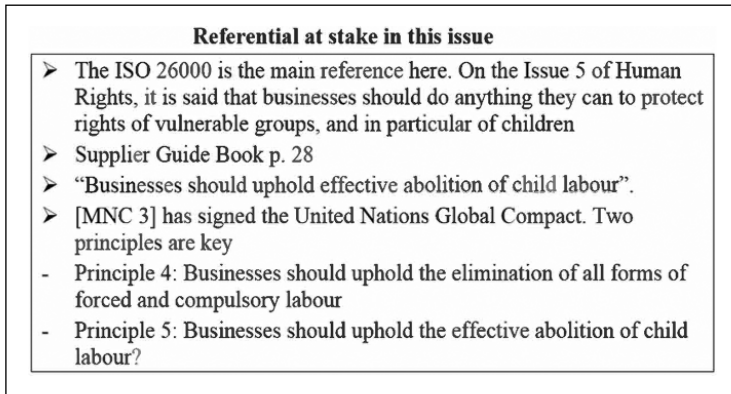 Referential at stake in this issue
➤ The ISO 26000 is the main reference here. On the Issue 5 of Human
Rights, it is said that businesses should do anything they can to protect
rights of vulnerable groups, and in particular of children
➤ Supplier Guide Book p. 28
➤ “Businesses should uphold effective abolition of child labour”.
➤ [MNC 3] has signed the United Nations Global Compact. Two
principles are key
- Principle 4: Businesses should uphold the elimination of all forms of
forced and compulsory labour
- Principle 5: Businesses should uphold the effective abolition of child
labour?